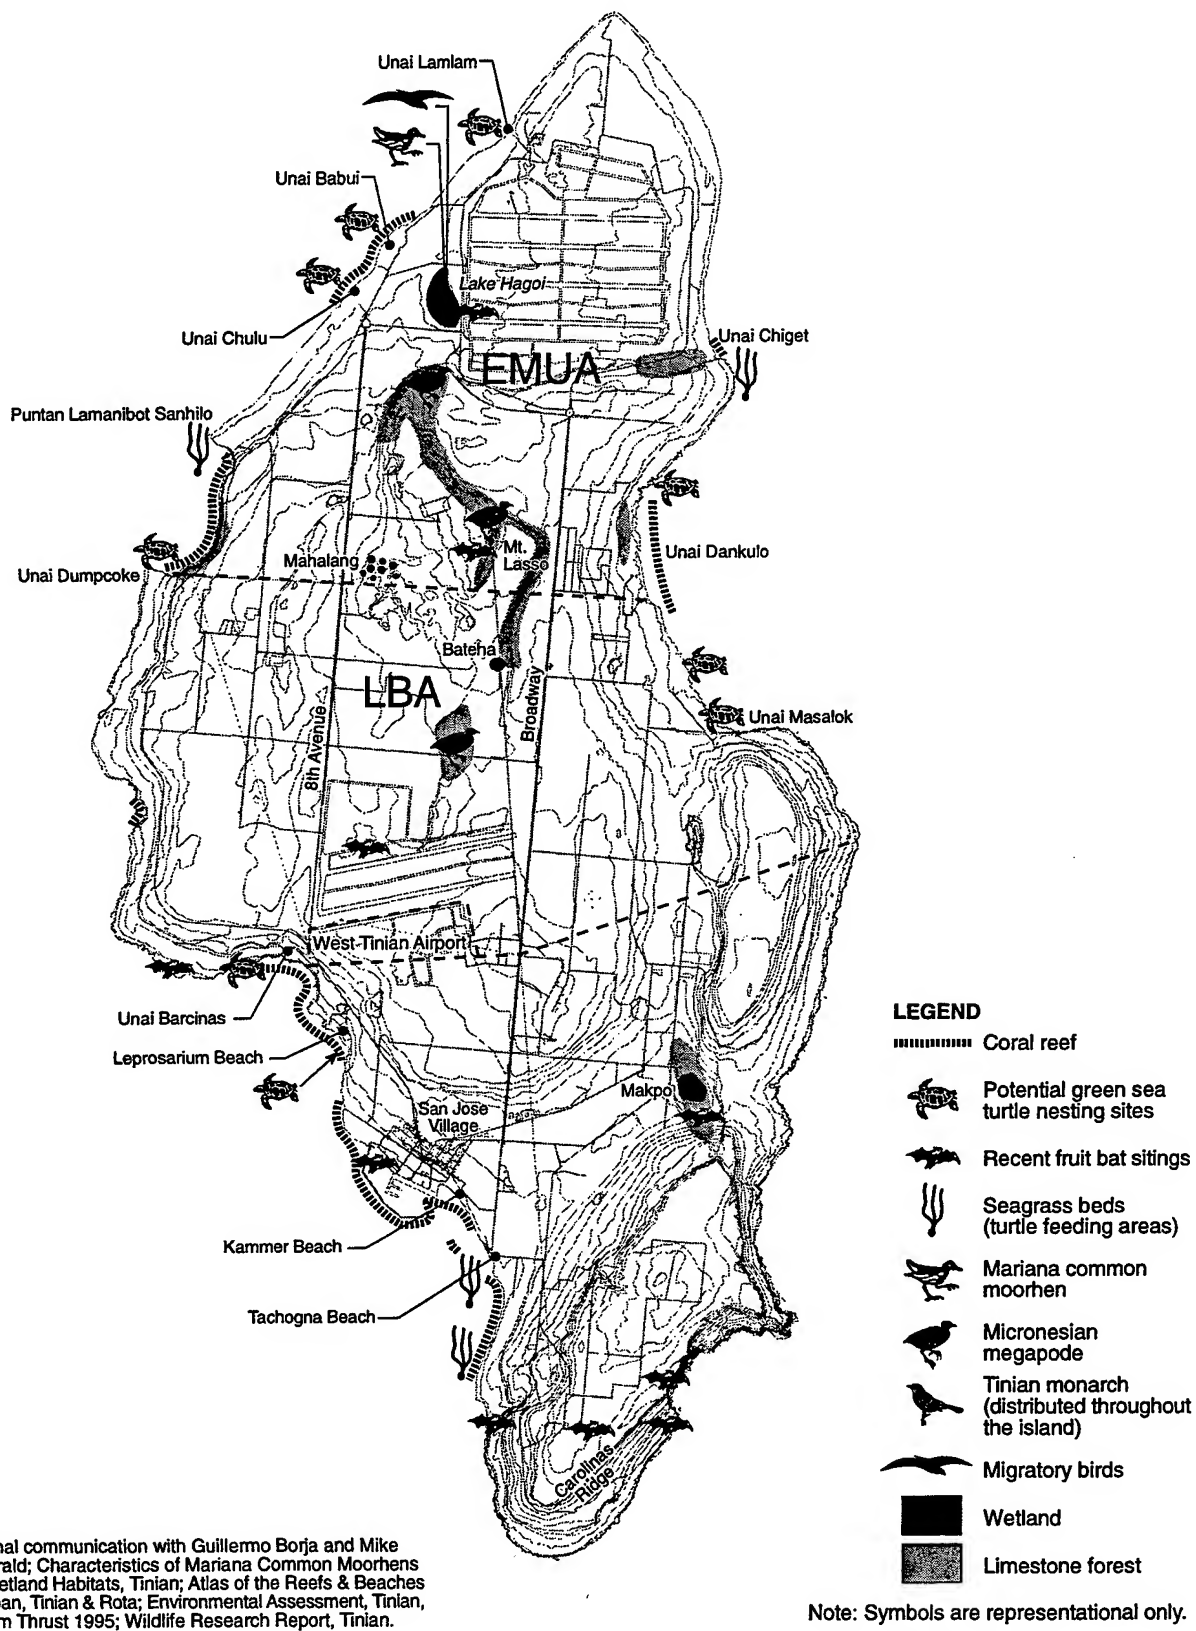 Unai Lamlam
Unai Babui
Lake Hagoi
Unai Chulu
Unai Chiget
EMUA
Puntan Lamanibot Sanhilo
Unai Dankulo
Mahalang
Mt.
Lasso
Unai Dumpcoke
Bateha
LBA
Broadway
8th Avenue
Unai Masalok
West Tinian Airport
Unai Barcinas
Leprosarium Beach
Makpo
San Jose
Village
Kammer Beach
Tachogna Beach
Carolinas
Ridge
LEGEND
Coral reef
Potential green sea
turtle nesting sites
Recent fruit bat sitings
Seagrass beds
(turtle feeding areas)
Mariana common
moorhen
Micronesian
megapode
Tinian monarch
(distributed throughout
the island)
Migratory birds
Wetland
Limestone forest
Note: Symbols are representational only.
nal communication with Guillermo Borja and Mike
rald; Characteristics of Mariana Common Moorhens
etland Habitats, Tinian; Atlas of the Reefs & Beaches
an, Tinian & Rota; Environmental Assessment, Tinian,
m Thrust 1995; Wildlife Research Report, Tinian.